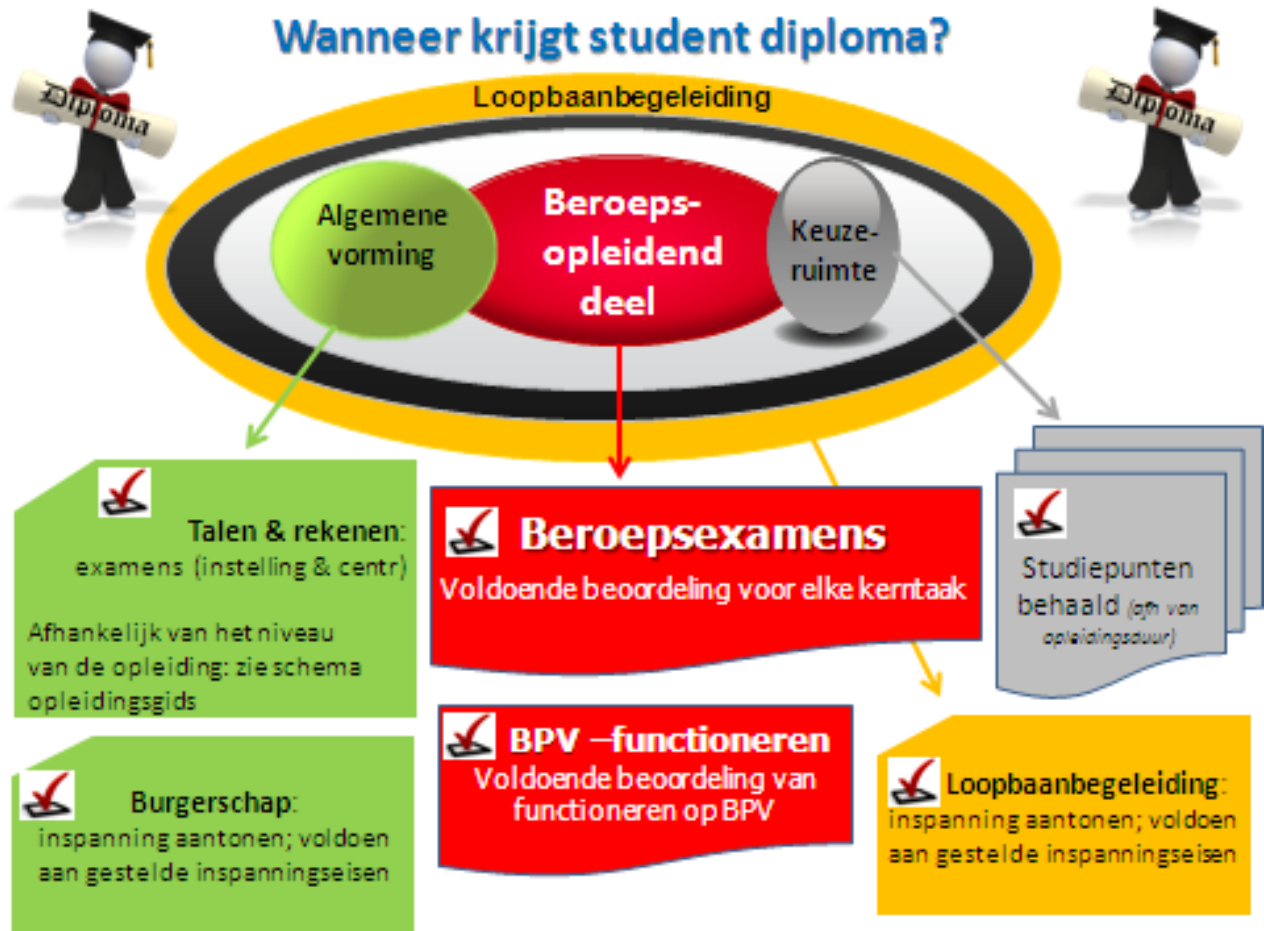 Wanneer krijgt student diploma?
Diploma
Diploma
Loopbaanbegeleiding
Algemene
vorming
Beroeps-
opleidend
deel
Keuze-
ruimte
Talen & rekenen:
examens (instelling & centr)
Afhankelijk van het niveau
van de opleiding: zie schema
opleidingsgids
Beroepsexamens
Voldoende beoordeling voor elke kerntaak
Studiepunten
behaald (afh van
opleidingsduur)
BPV –functioneren
Voldoende beoordeling van
functioneren op BPV
Burgerschap:
inspanning aantonen; voldoen
aan gestelde inspanningseisen
Loopbaanbegeleiding:
inspanning aantonen; voldoen
aan gestelde inspanningseisen